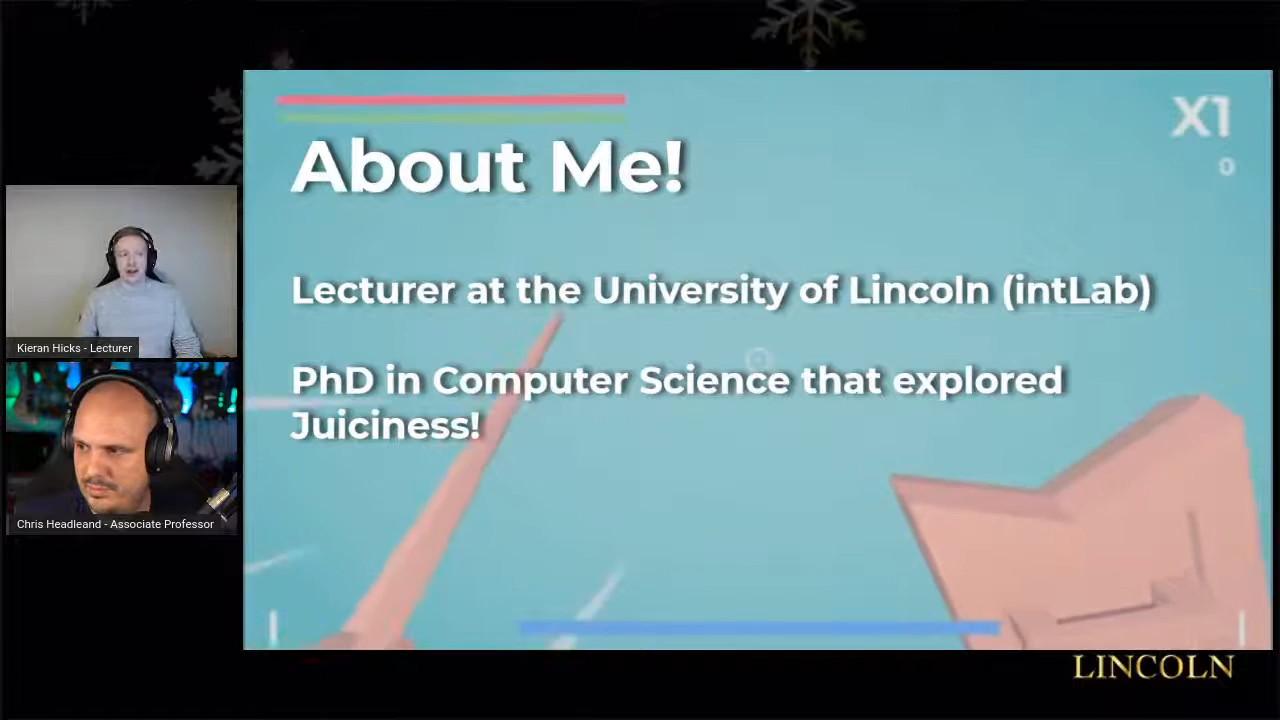 X1
0
About Me!
Lecturer at the University of Lincoln (intLab)
PhD in Computer Science that explored
Juiciness!
Kieran Hicks - Lecturer
Chris Headleand - Associate Professor
LINCOLN